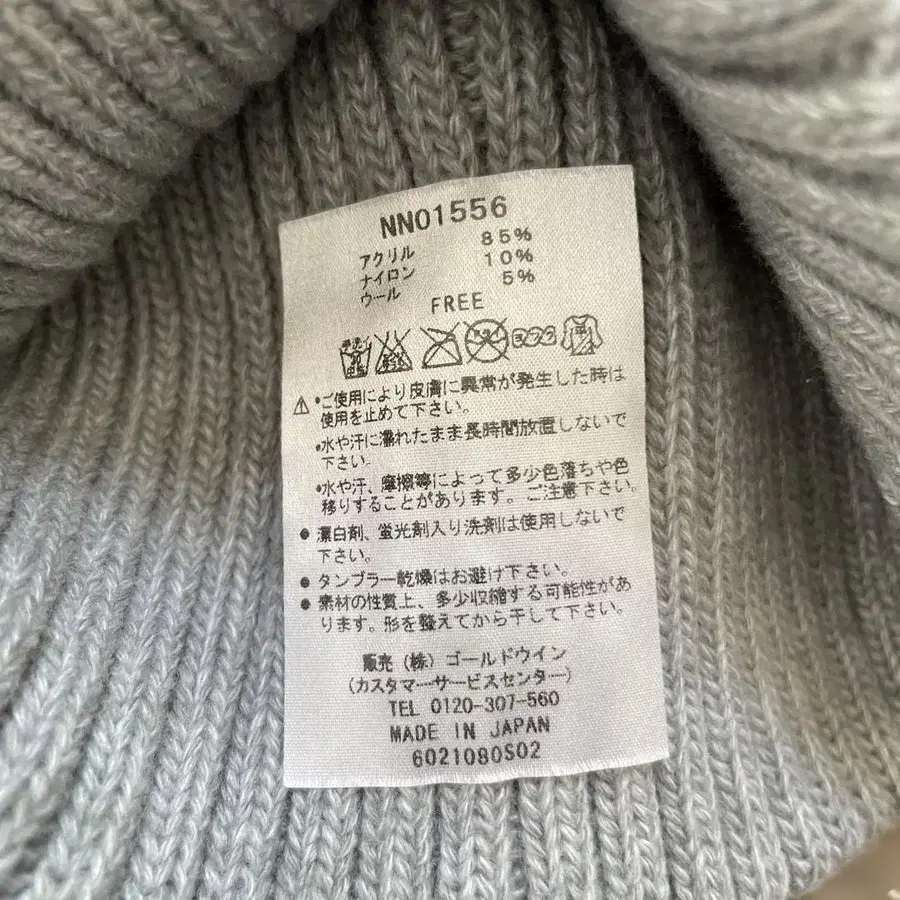 NN01556
アクリル 85%
ナイロン 10%
ウール 5%
FREE
手洗イ
30
・ご使用により皮膚に異常が発生した時は
使用を止めて下さい。
・水や汗に濡れたまま長時間放置しないで
下さい。
・水や汗、摩擦等によって多少色落ちや色
移りすることがあります。ご注意下さい。
● 漂白剤、蛍光剤入り洗剤は使用しないで
下さい。
● タンブラー乾燥はお避け下さい。
● 素材の性質上、多少収縮する可能性があ
ります。形を整えてから干して下さい。
販売(株)ゴールドウイン
(カスタマーサービスセンター)
TEL 0120-307-560
MADE IN JAPAN
6021080S02